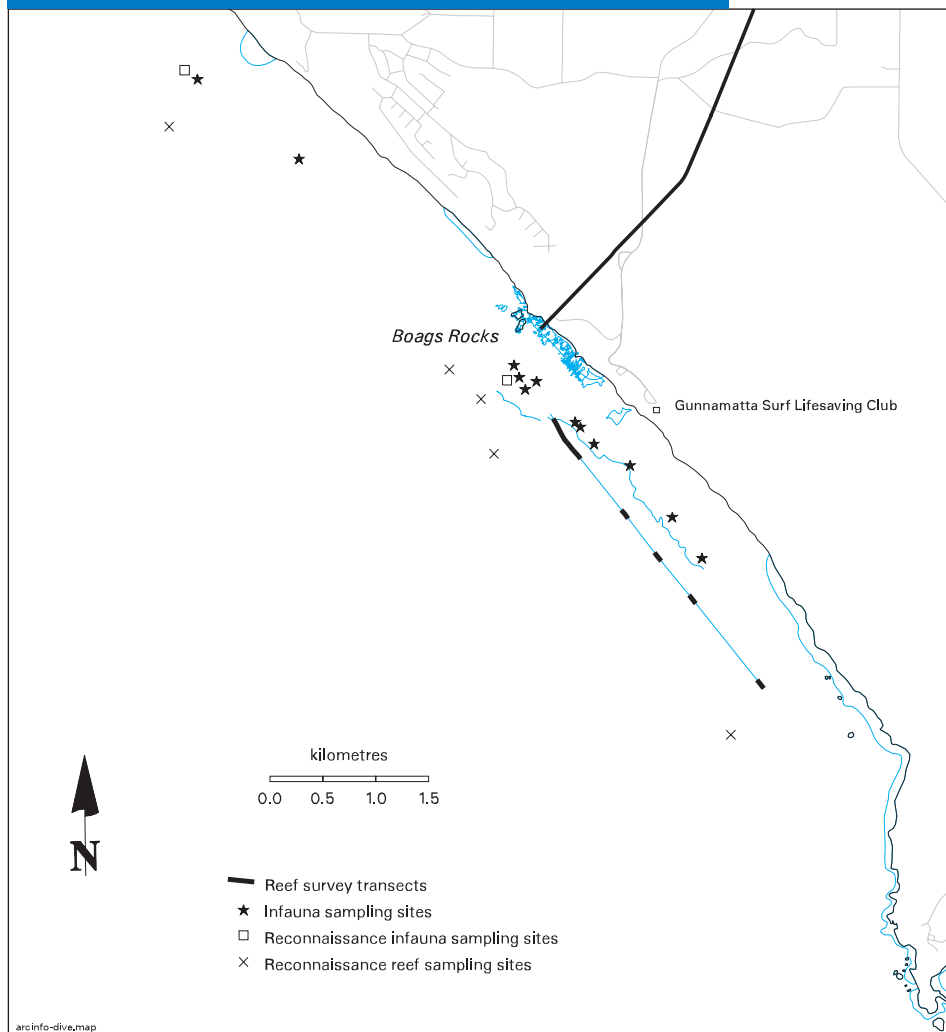 Boags Rocks
Gunnamatta Surf Lifesaving Club
kilometres
0.0 0.5 1.0 1.5
N
Reef survey transects
Infauna sampling sites
Reconnaissance infauna sampling sites
Reconnaissance reef sampling sites
arcinfo-dive.map